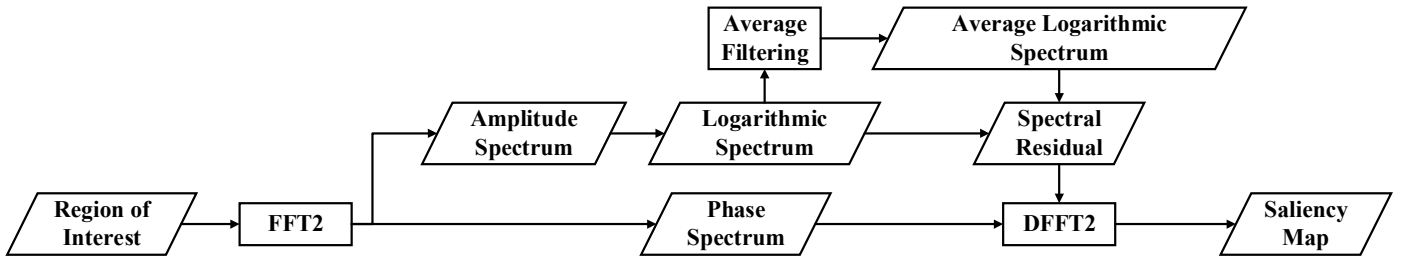 Average
Filtering
Average Logarithmic
Spectrum
Amplitude
Spectrum
Logarithmic
Spectrum
Spectral
Residual
Region of
Interest
FFT2
Phase
Spectrum
DFFT2
Saliency
Map